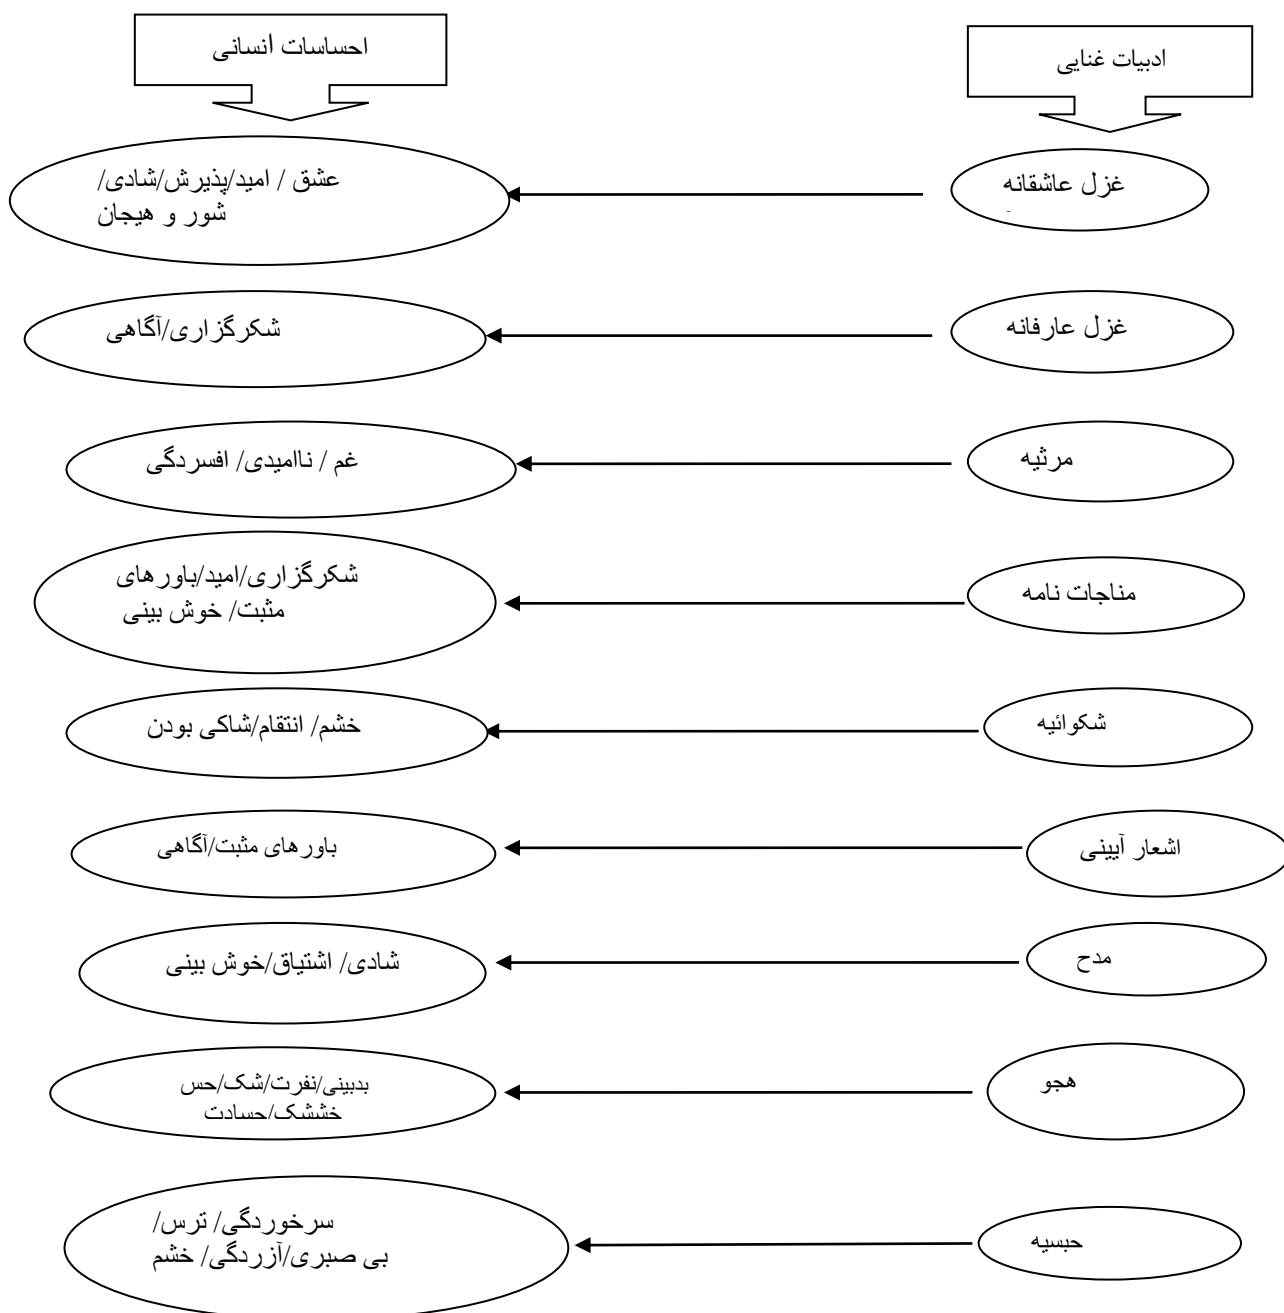 ادبیات غنایی
احساسات انسانی
غزل عاشقانه
عشق / امید/پذیرش/شادی/
شور و هیجان
غزل عارفانه
شکرگزاری/آگاهی
مرثیه
غم / ناامیدی/ افسردگی
مناجات نامه
شکرگزاری/امید/باورهای
مثبت/ خوش بینی
شکوائیه
خشم/ انتقام/شاکی بودن
اشعار آیینی
باورهای مثبت/آگاهی
مدح
شادی/ اشتیاق/خوش بینی
هجو
بدبینی/نفرت/شک/حس
خششک/حسادت
حبسیه
سرخوردگی/ ترس/
بی صبری/آزردگی/ خشم